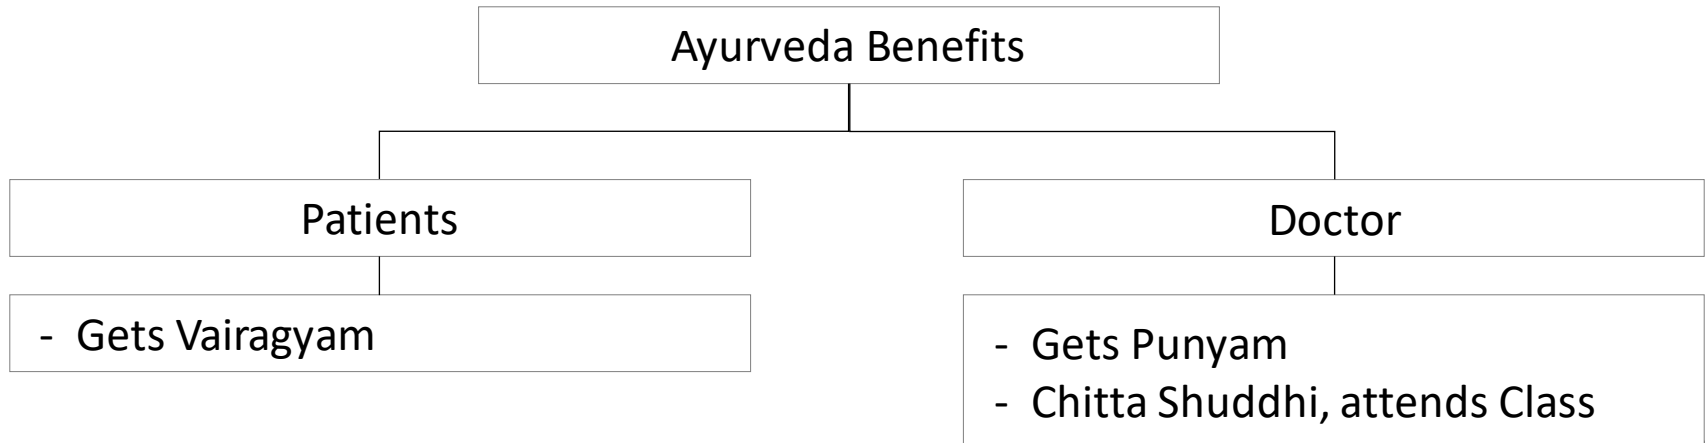 Ayurveda Benefits
Patients
Doctor
- Gets Vairagyam
- Gets Punyam
- Chitta Shuddhi, attends Class